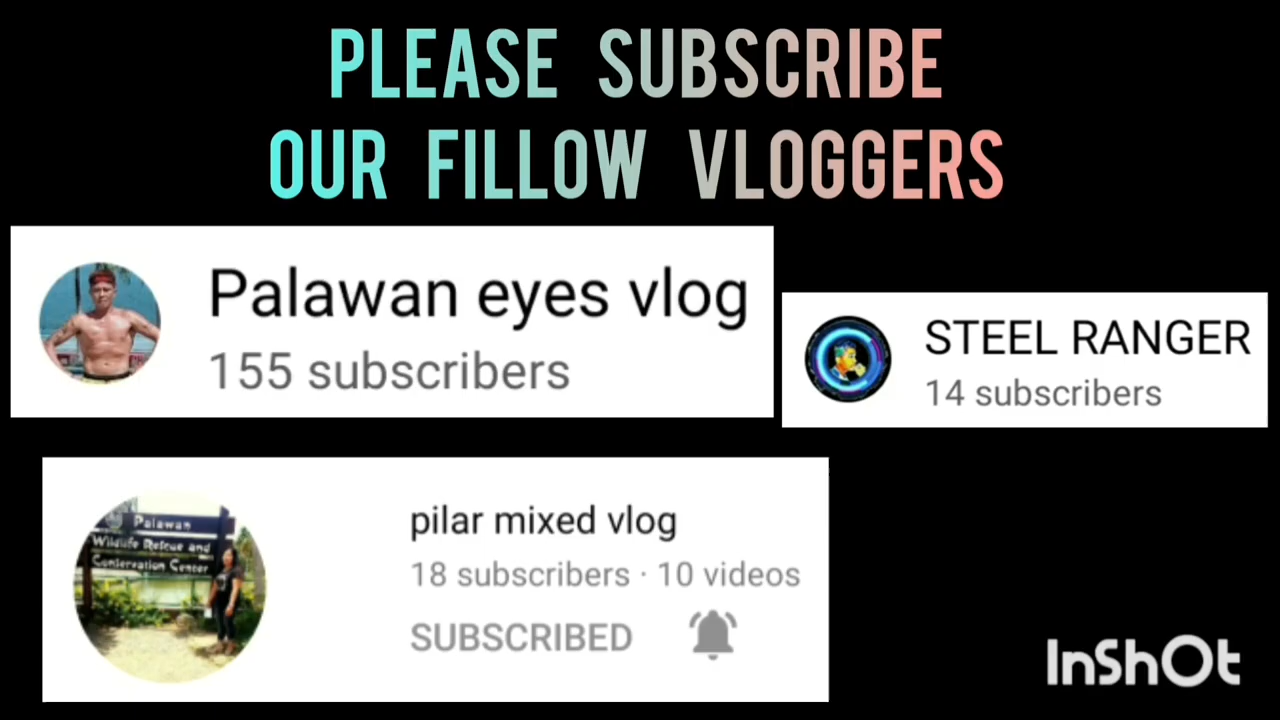 PLEASE SUBSCRIBE
OUR FILLOW VLOGGERS
Palawan eyes vlog
155 subscribers
STEEL RANGER
14 subscribers
Palawan
Wildlife Rescue and
Conservation Center
pilar mixed vlog
18 subscribers · 10 videos
SUBSCRIBED
InShOt